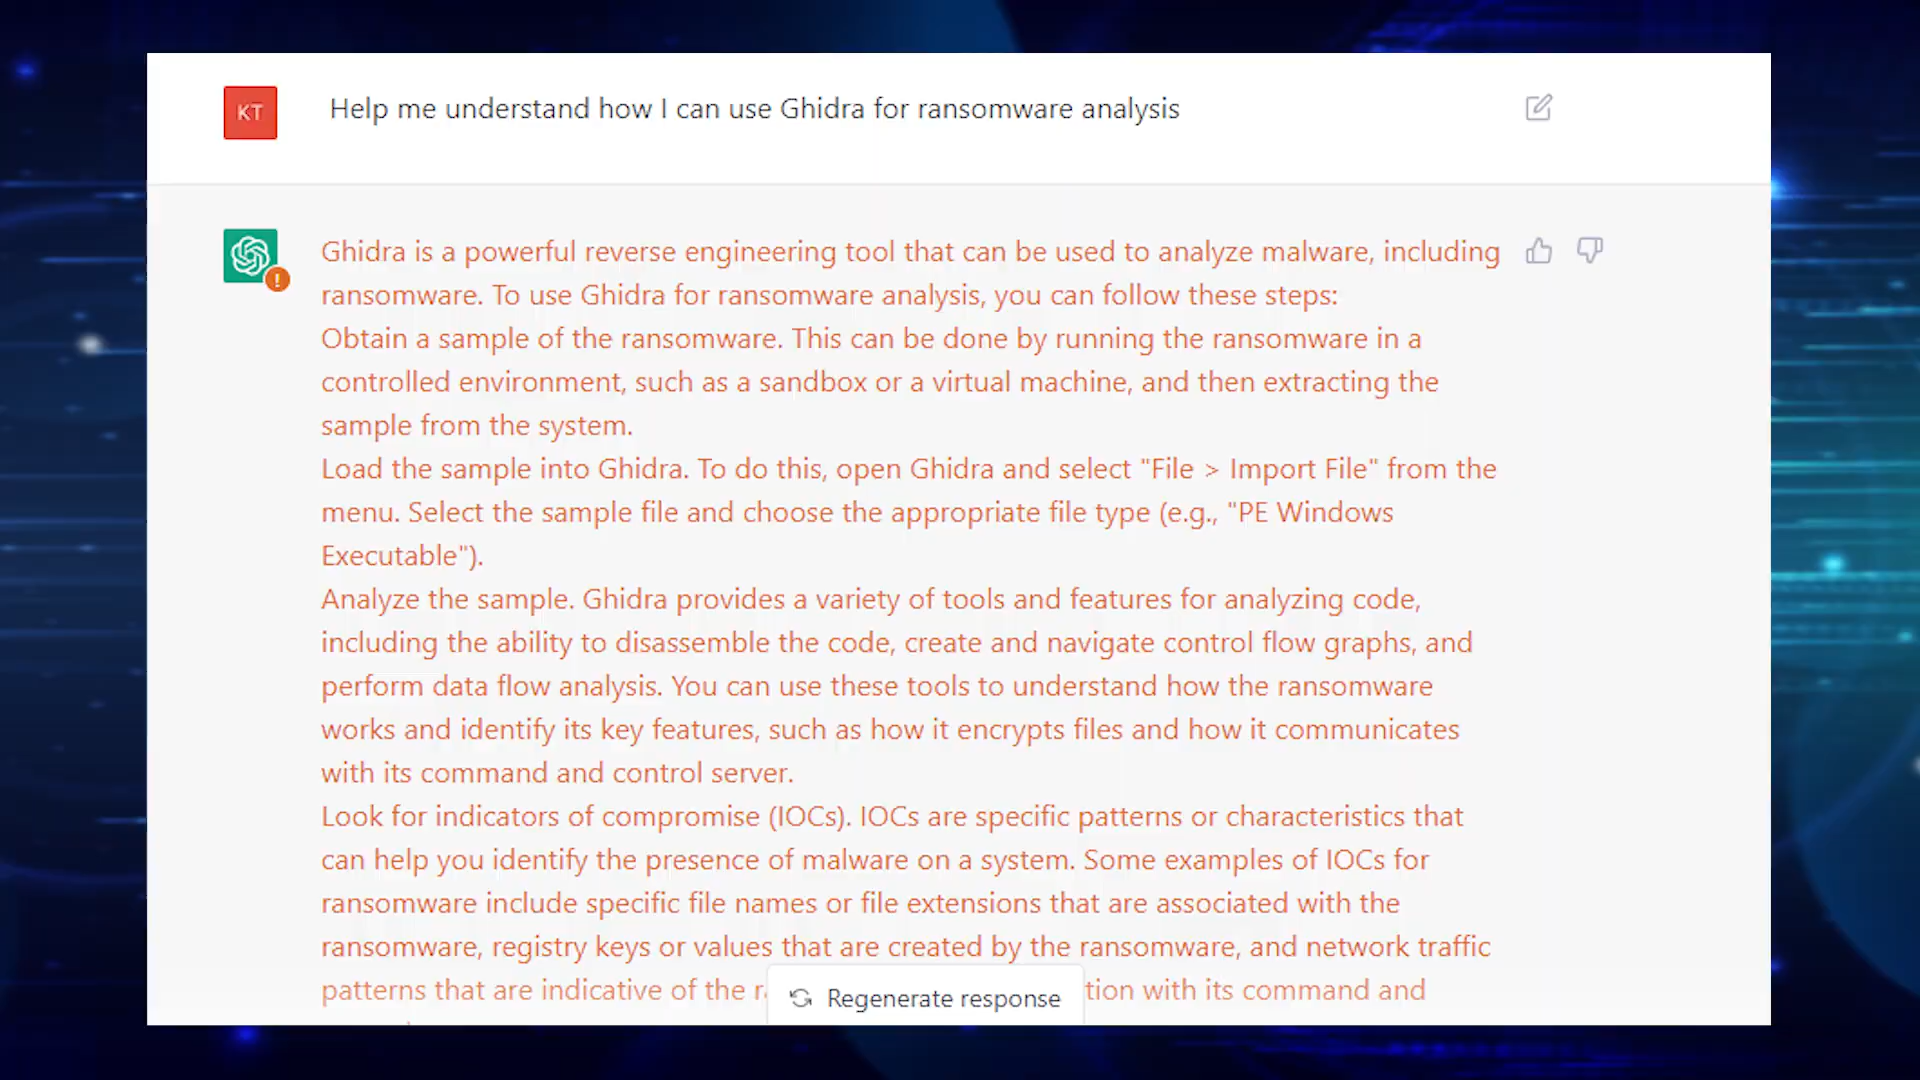 KT
Help me understand how I can use Ghidra for ransomware analysis
!
Ghidra is a powerful reverse engineering tool that can be used to analyze malware, including
ransomware. To use Ghidra for ransomware analysis, you can follow these steps:
Obtain a sample of the ransomware. This can be done by running the ransomware in a
controlled environment, such as a sandbox or a virtual machine, and then extracting the
sample from the system.
Load the sample into Ghidra. To do this, open Ghidra and select "File > Import File" from the
menu. Select the sample file and choose the appropriate file type (e.g., "PE Windows
Executable").
Analyze the sample. Ghidra provides a variety of tools and features for analyzing code,
including the ability to disassemble the code, create and navigate control flow graphs, and
perform data flow analysis. You can use these tools to understand how the ransomware
works and identify its key features, such as how it encrypts files and how it communicates
with its command and control server.
Look for indicators of compromise (IOCs). IOCs are specific patterns or characteristics that
can help you identify the presence of malware on a system. Some examples of IOCs for
ransomware include specific file names or file extensions that are associated with the
ransomware, registry keys or values that are created by the ransomware, and network traffic
patterns that are indicative of the tion with its command and
Regenerate response